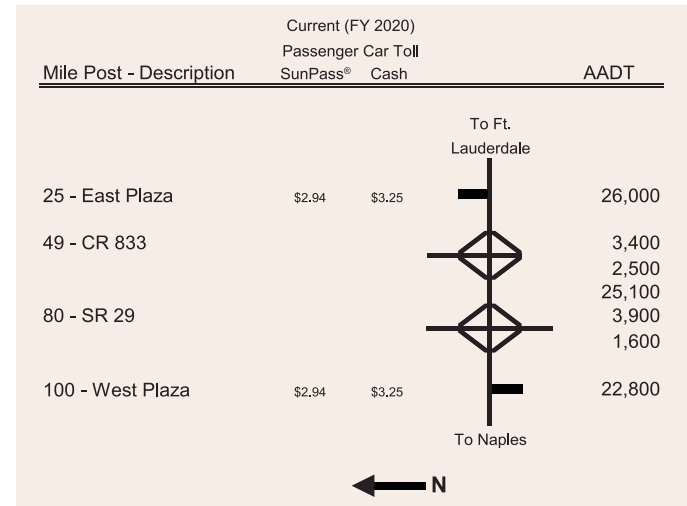 Current (FY 2020)
Passenger Car Toll
Mile Post - Description SunPass® Cash AADT
To Ft.
Lauderdale
25 - East Plaza $2.94 $3.25 26,000
49 - CR 833 3,400
2,500
25,100
80 - SR 29 3,900
1,600
100 - West Plaza $2.94 $3.25 22,800
To Naples
N